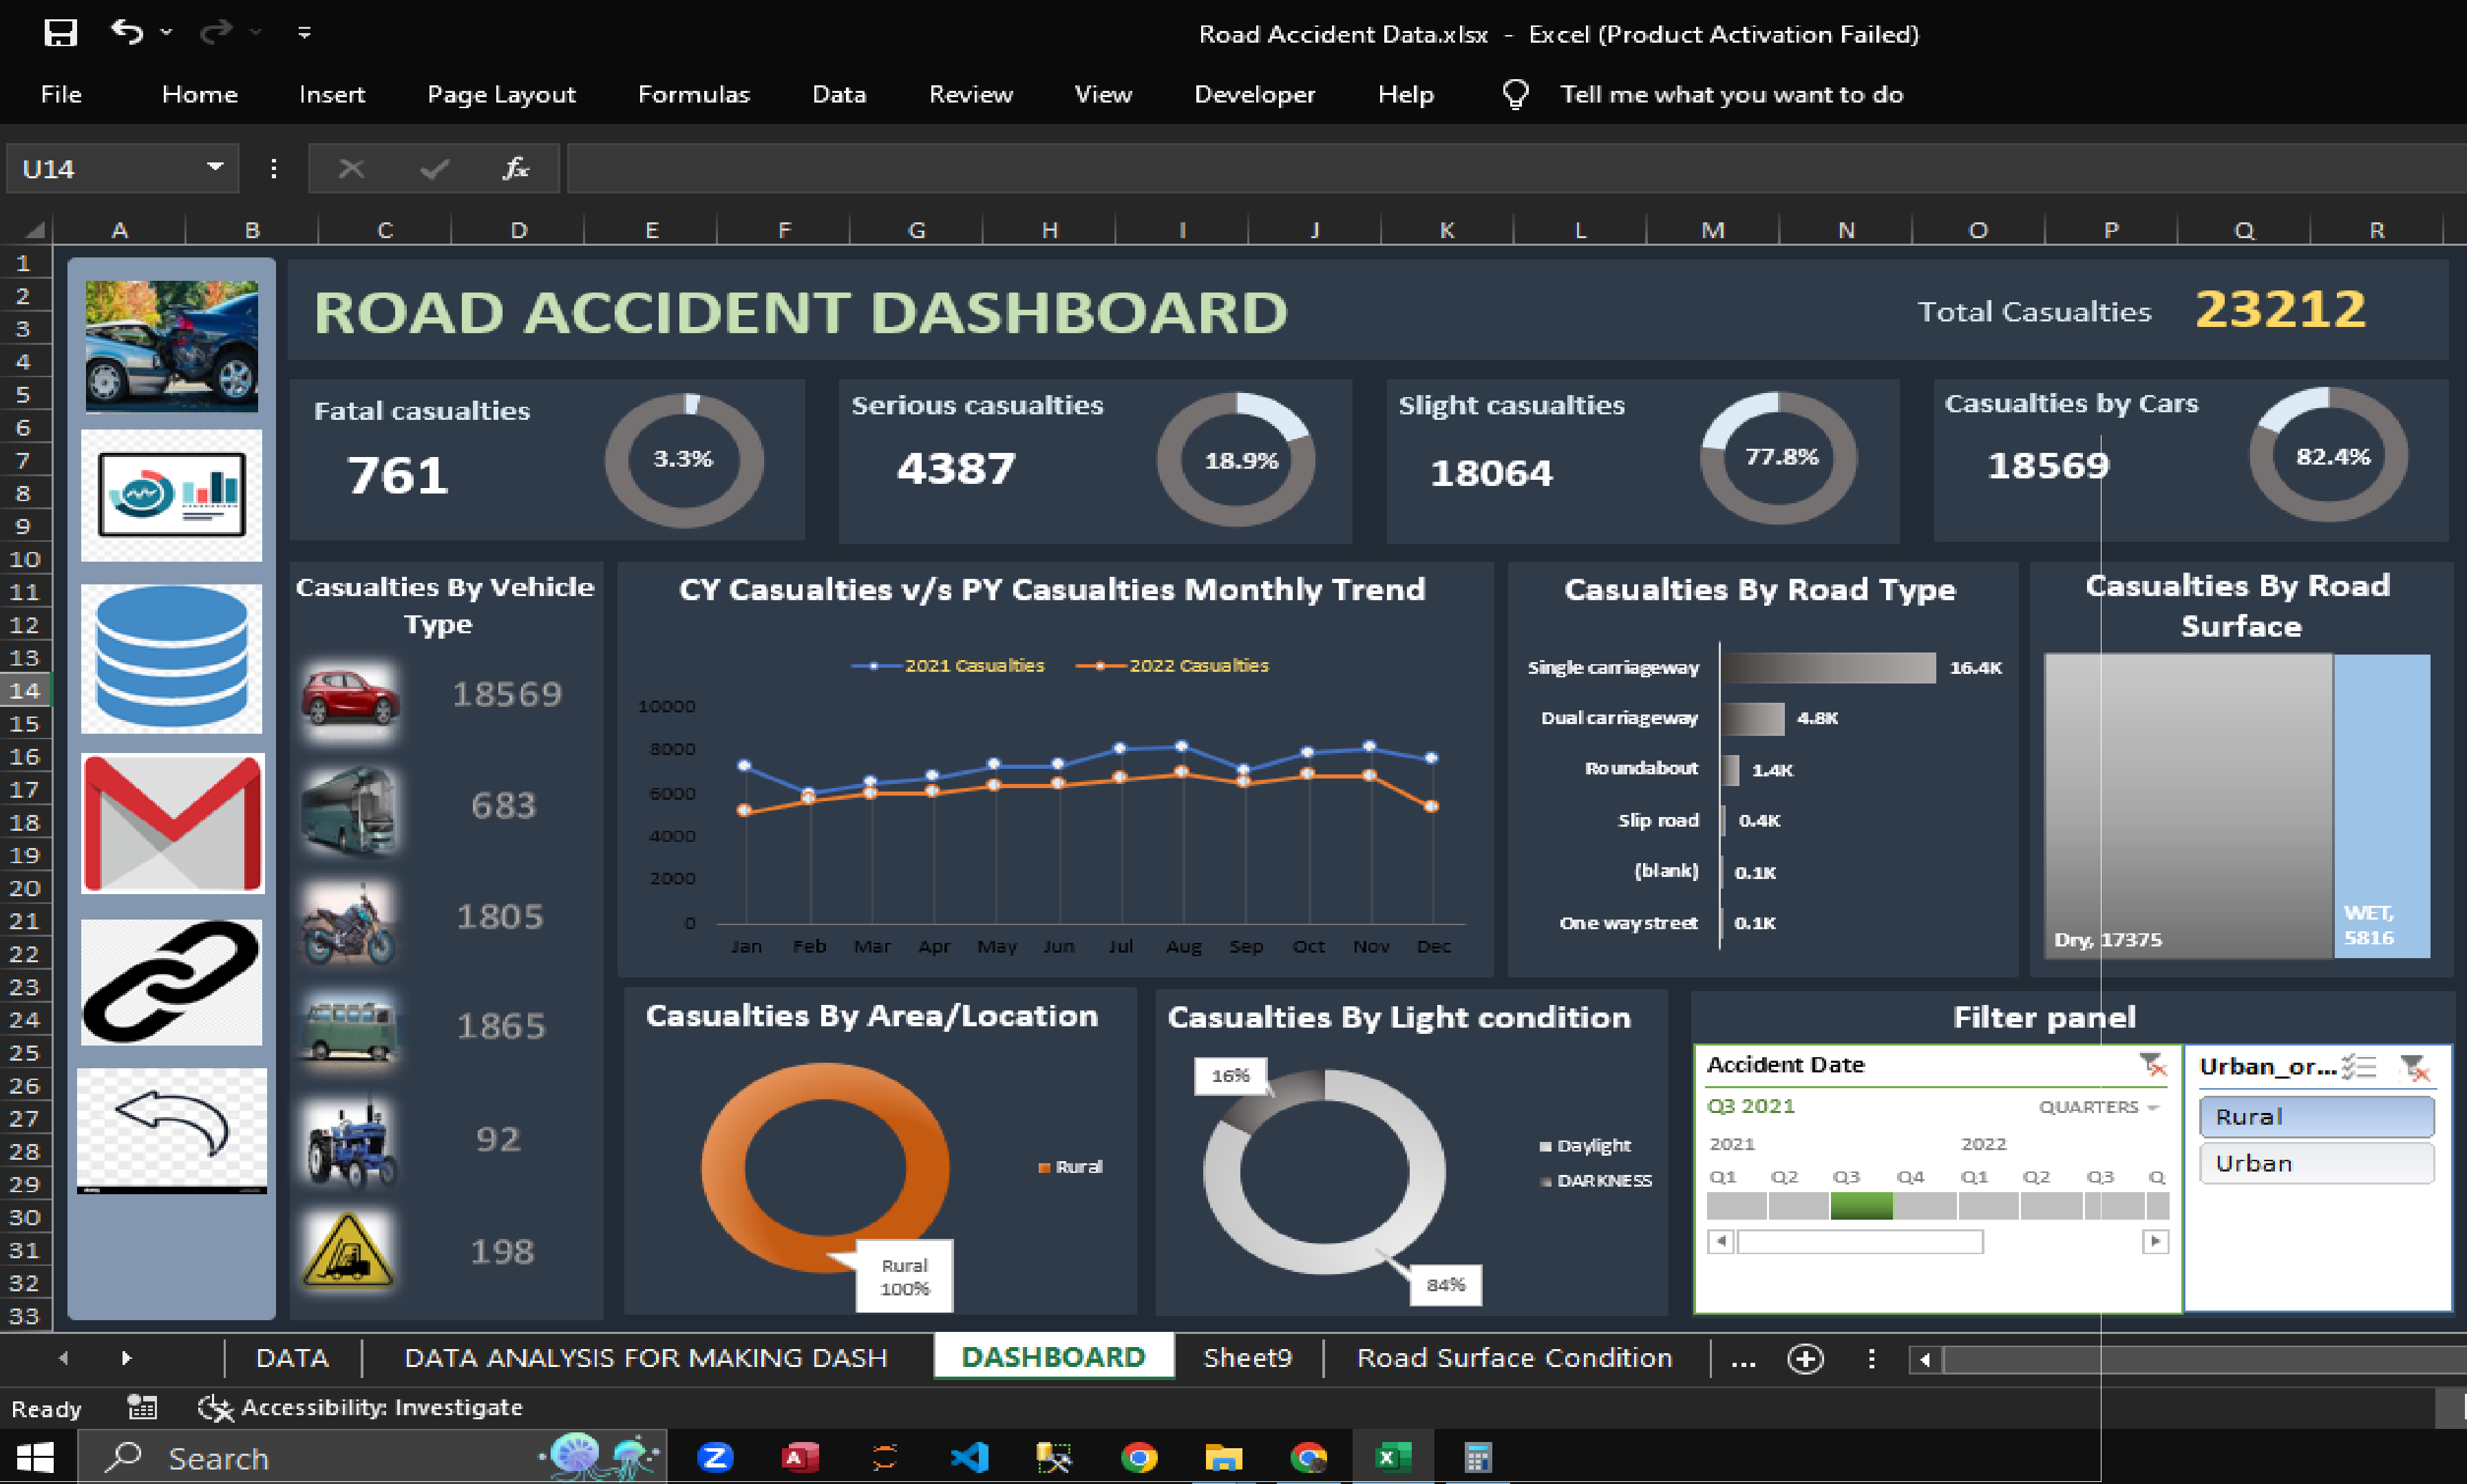 Road Accident Data.xlsx - Excel (Product Activation Failed)
File Home Insert Page Layout Formulas Data Review View Developer Help Tell me what you want to do
U14 fx
A B C D E F G H I J K L M N O P Q R
1
2
3
4
5
6
7
8
9
10
11
12
13
14
15
16
17
18
19
20
21
22
23
24
25
26
27
28
29
30
31
32
33
ROAD ACCIDENT DASHBOARD
Total Casualties 23212
Fatal casualties
761
3.3%
Serious casualties
4387
18.9%
Slight casualties
18064
77.8%
Casualties by Cars
18569
82.4%
Casualties By Vehicle
Type
18569
683
1805
1865
92
198
CY Casualties v/s PY Casualties Monthly Trend
2021 Casualties 2022 Casualties
10000
8000
6000
4000
2000
0
Jan Feb Mar Apr May Jun Jul Aug Sep Oct Nov Dec
Casualties By Road Type
Single carriageway 16.4K
Dual carriageway 4.8K
Roundabout 1.4K
Slip road 0.4K
(blank) 0.1K
One way street 0.1K
Casualties By Road
Surface
Dry, 17375
WET,
5816
Casualties By Area/Location
Rural
Rural
100%
Casualties By Light condition
16%
Daylight
DARKNESS
84%
Filter panel
Accident Date
Q3 2021 QUARTERS
2021 2022
Q1 Q2 Q3 Q4 Q1 Q2 Q3 Q
Urban_or...
Rural
Urban
DATA DATA ANALYSIS FOR MAKING DASH DASHBOARD Sheet9 Road Surface Condition ...
Ready Accessibility: Investigate
Search